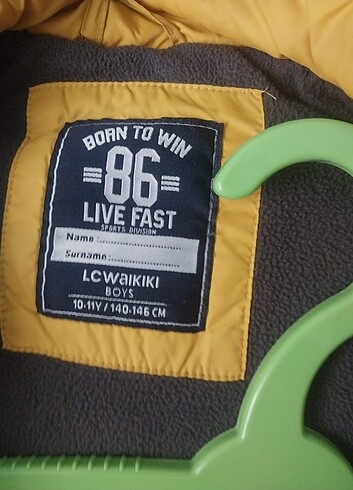 BORN TO WIN
86
LIVE FAST
SPORTS DIVISION
Name :
Surname :
LCWAIKIKI
BOYS
10-11Y / 140-146 CM